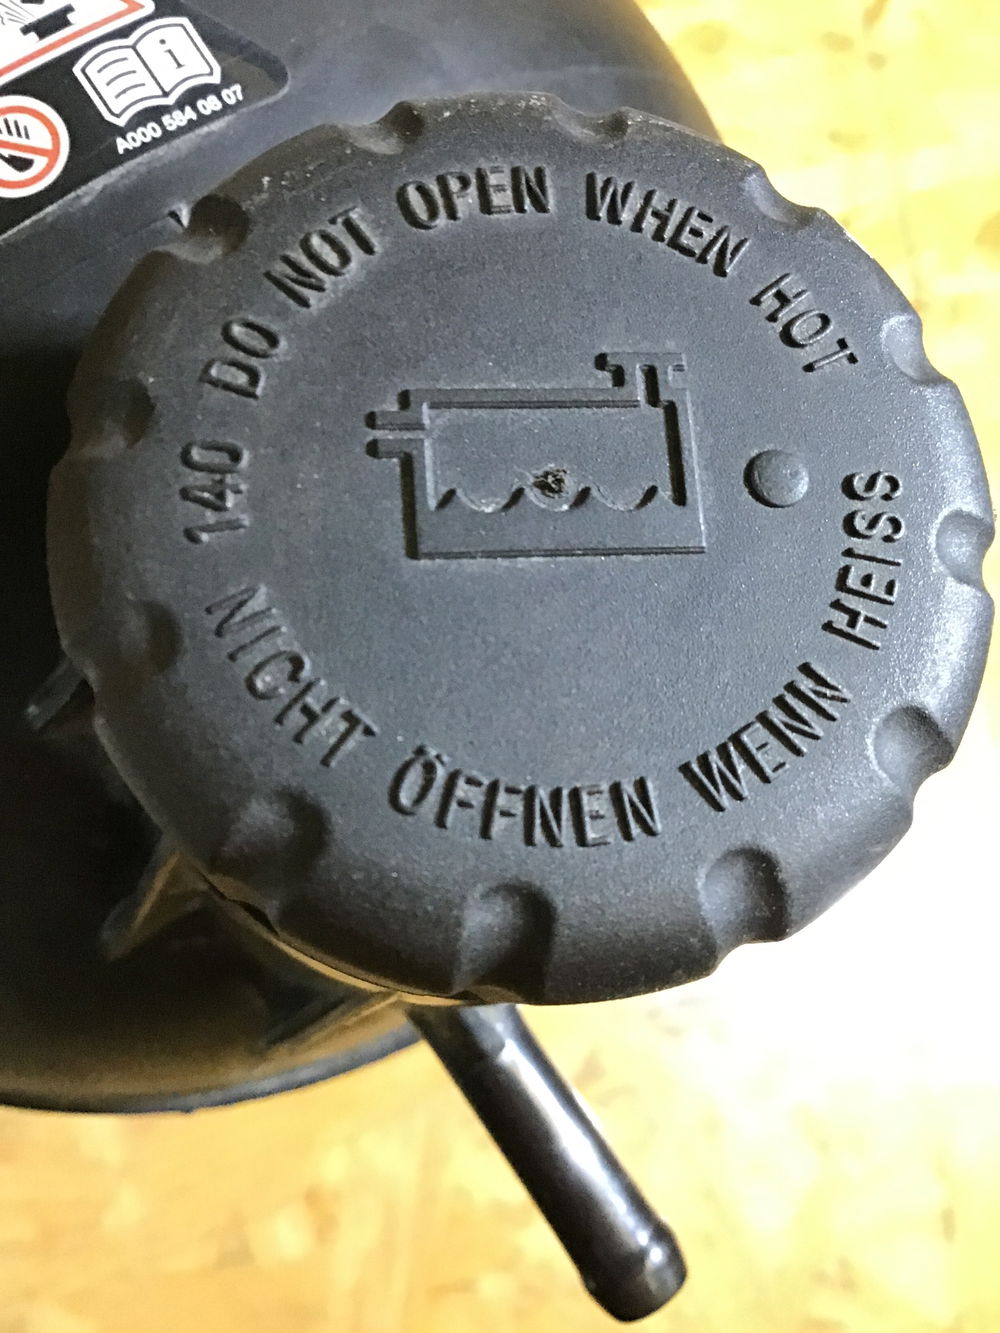 A000 584 08 07
140 DO NOT OPEN WHEN HOT
NICHT ÖFFNEN WENN HEISS